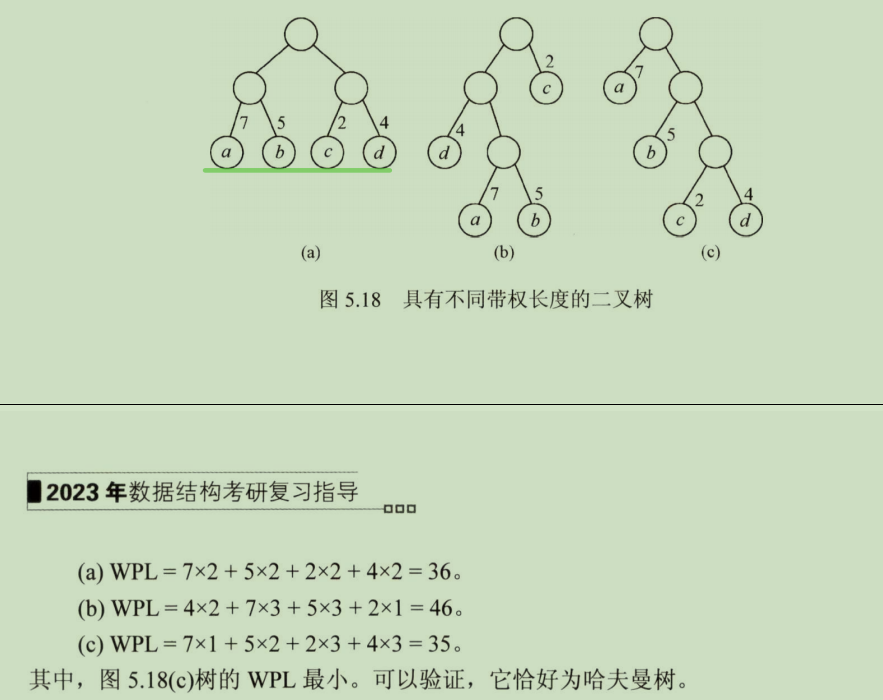 2
7
7 5 2 4
4
5
c
a
a b c d
d
b
7 5
2 4
a b
c d
(a) (b) (c)
图 5.18 具有不同带权长度的二叉树
2023 年数据结构考研复习指导
(a) WPL = 7×2 + 5×2 + 2×2 + 4×2 = 36。
(b) WPL = 4×2 + 7×3 + 5×3 + 2×1 = 46。
(c) WPL = 7×1 + 5×2 + 2×3 + 4×3 = 35。
其中，图 5.18(c)树的 WPL 最小。可以验证，它恰好为哈夫曼树。